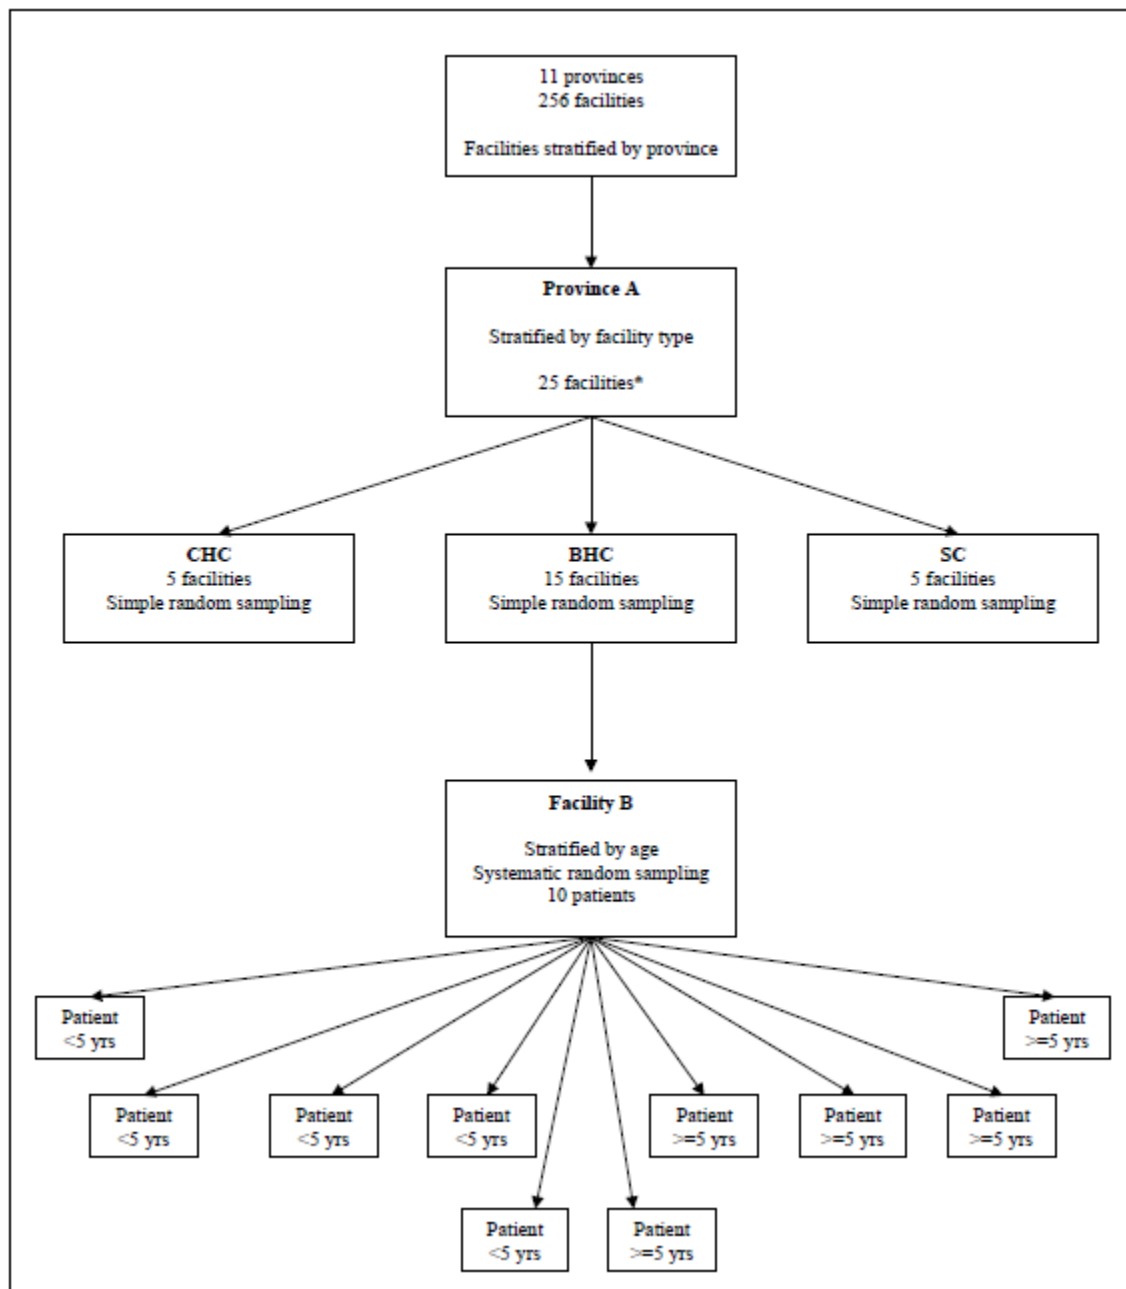 11 provinces
256 facilities
Facilities stratified by province
Province A
Stratified by facility type
25 facilities*
CHC
5 facilities
Simple random sampling
BHC
15 facilities
Simple random sampling
SC
5 facilities
Simple random sampling
Facility B
Stratified by age
Systematic random sampling
10 patients
Patient
<5 yrs
Patient
>=5 yrs
Patient
<5 yrs
Patient
<5 yrs
Patient
<5 yrs
Patient
>=5 yrs
Patient
>=5 yrs
Patient
>=5 yrs
Patient
<5 yrs
Patient
>=5 yrs